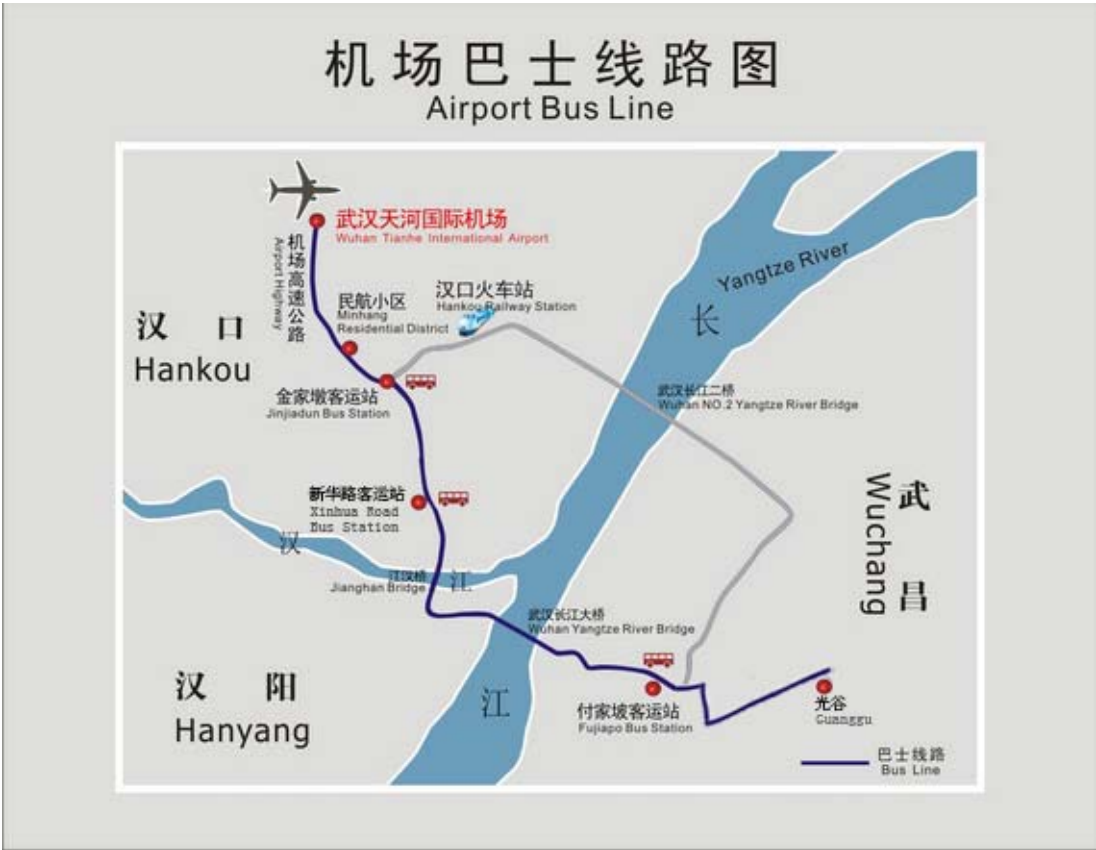 机场巴士线路图
Airport Bus Line
武汉天河国际机场
Wuhan Tianhe International Airport
机场高速公路
Airport Highway
民航小区
Minhang
Residential District
汉口火车站
Hankou Railway Station
长
Yangtze River
汉口
Hankou
金家墩客运站
Jinjiadun Bus Station
武汉长江二桥
Wuhan NO.2 Yangtze River Bridge
新华路客运站
Xinhua Road
Bus Station
武昌
Wuchang
汉
江汉桥
Jianghan Bridge
江
武汉长江大桥
Wuhan Yangtze River Bridge
汉阳
Hanyang
江
付家坡客运站
Fujiapo Bus Station
光谷
Guanggu
巴士线路
Bus Line